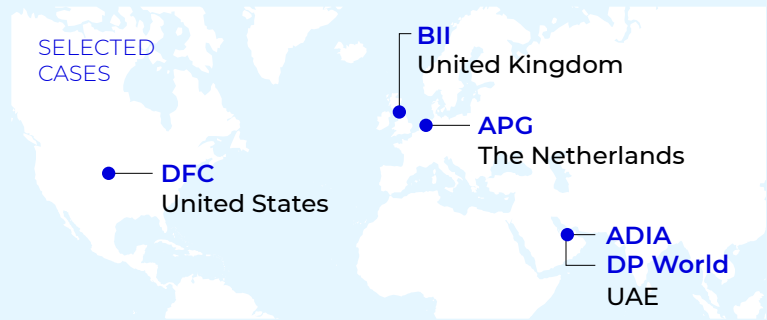 SELECTED
CASES
BII
United Kingdom
APG
The Netherlands
DFC
United States
ADIA
DP World
UAE